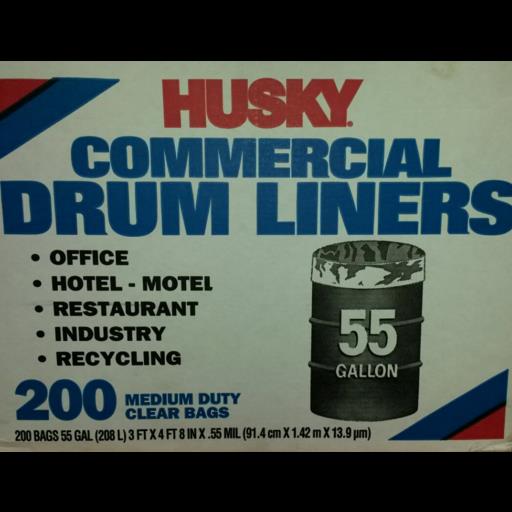 HUSKY.
COMMERCIAL
DRUM LINERS
• OFFICE
• HOTEL - MOTEL
• RESTAURANT
• INDUSTRY
• RECYCLING
55
GALLON
200 MEDIUM DUTY
CLEAR BAGS
200 BAGS 55 GAL (208 L) 3 FT X 4 FT 8 IN X .55 MIL (91.4 cm X 1.42 m X 13.9 µm)